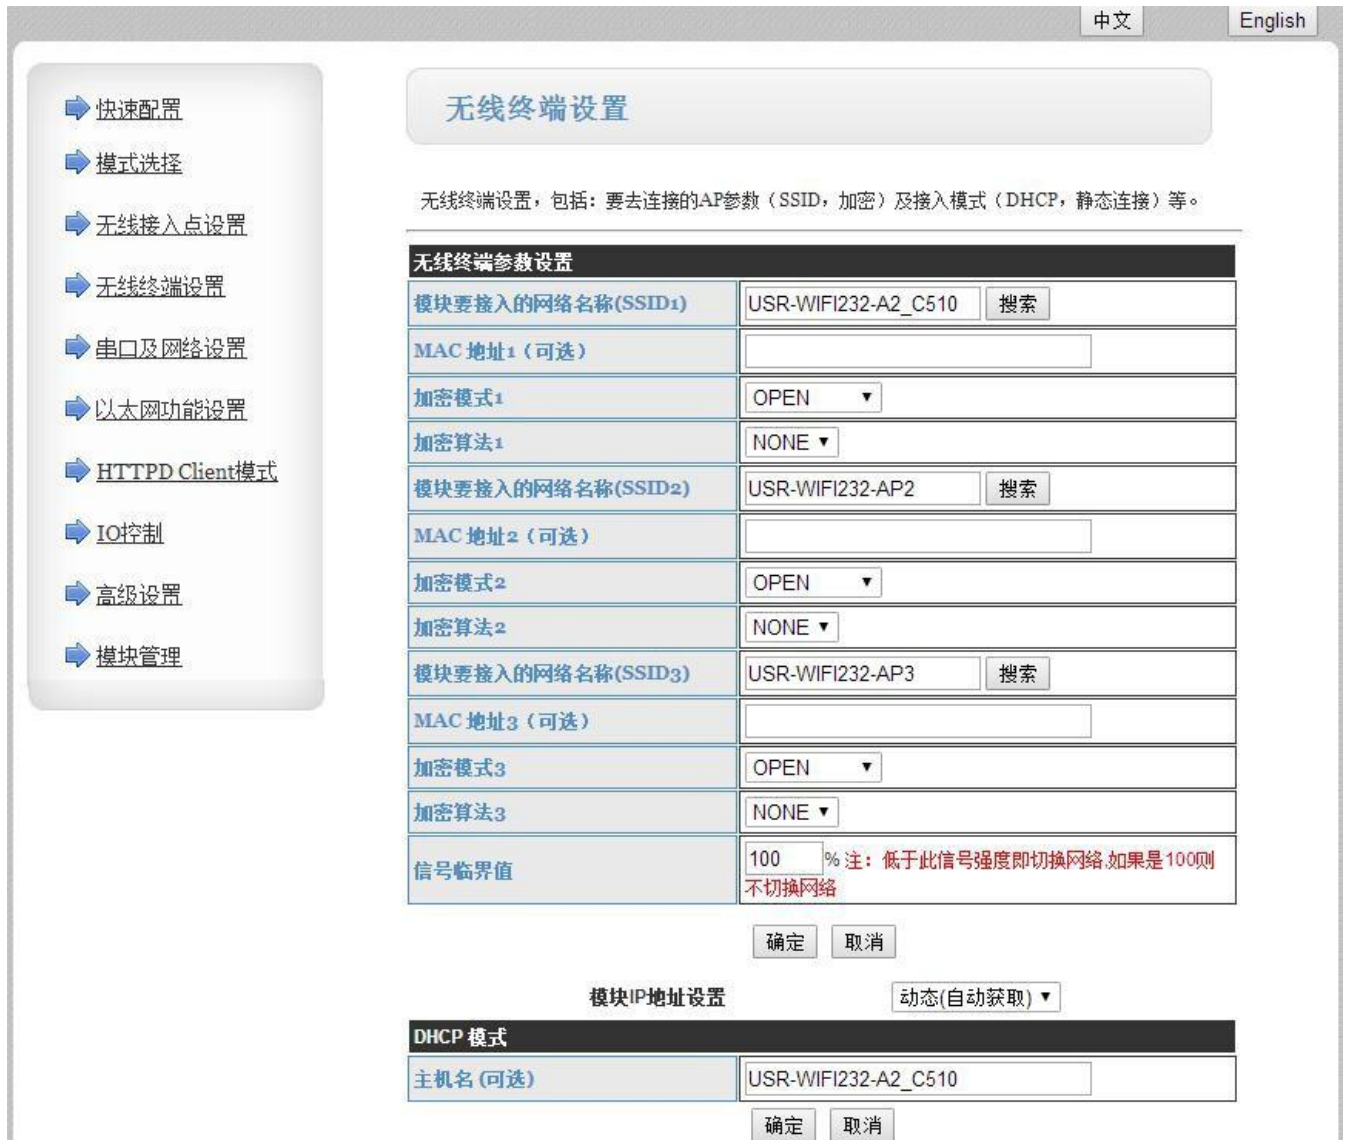 中文 English
快速配置
模式选择
无线接入点设置
无线终端设置
串口及网络设置
以太网功能设置
HTTPD Client模式
IO控制
高级设置
模块管理
无线终端设置
无线终端设置，包括：要去连接的AP参数（SSID，加密）及接入模式（DHCP，静态连接）等。
无线终端参数设置
模块要接入的网络名称(SSID1) USR-WIFI232-A2_C510 搜索
MAC 地址1（可选）
加密模式1 OPEN
加密算法1 NONE
模块要接入的网络名称(SSID2) USR-WIFI232-AP2 搜索
MAC 地址2（可选）
加密模式2 OPEN
加密算法2 NONE
模块要接入的网络名称(SSID3) USR-WIFI232-AP3 搜索
MAC 地址3（可选）
加密模式3 OPEN
加密算法3 NONE
信号临界值 100 % 注：低于此信号强度即切换网络,如果是100则
不切换网络
确定 取消
模块IP地址设置 动态(自动获取)
DHCP 模式
主机名 (可选) USR-WIFI232-A2_C510
确定 取消